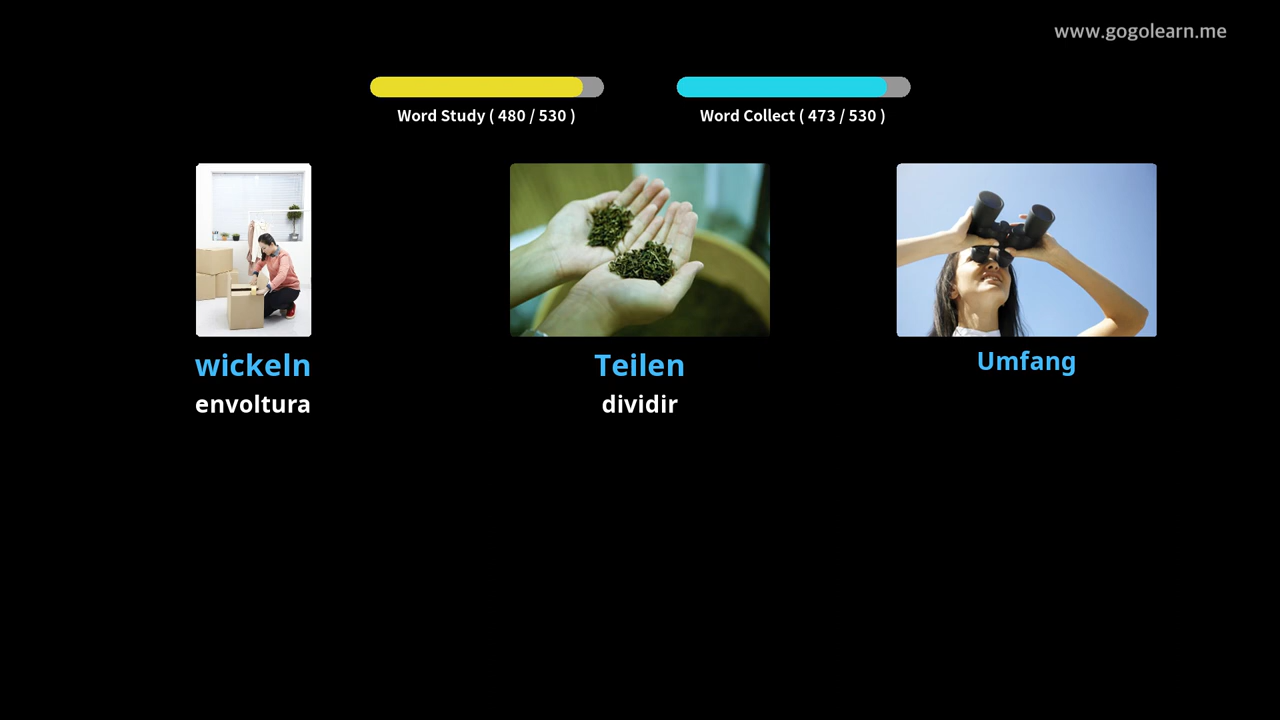 www.gogolearn.me
Word Study ( 480 / 530 )
Word Collect ( 473 / 530 )
wickeln
envoltura
Teilen
dividir
Umfang